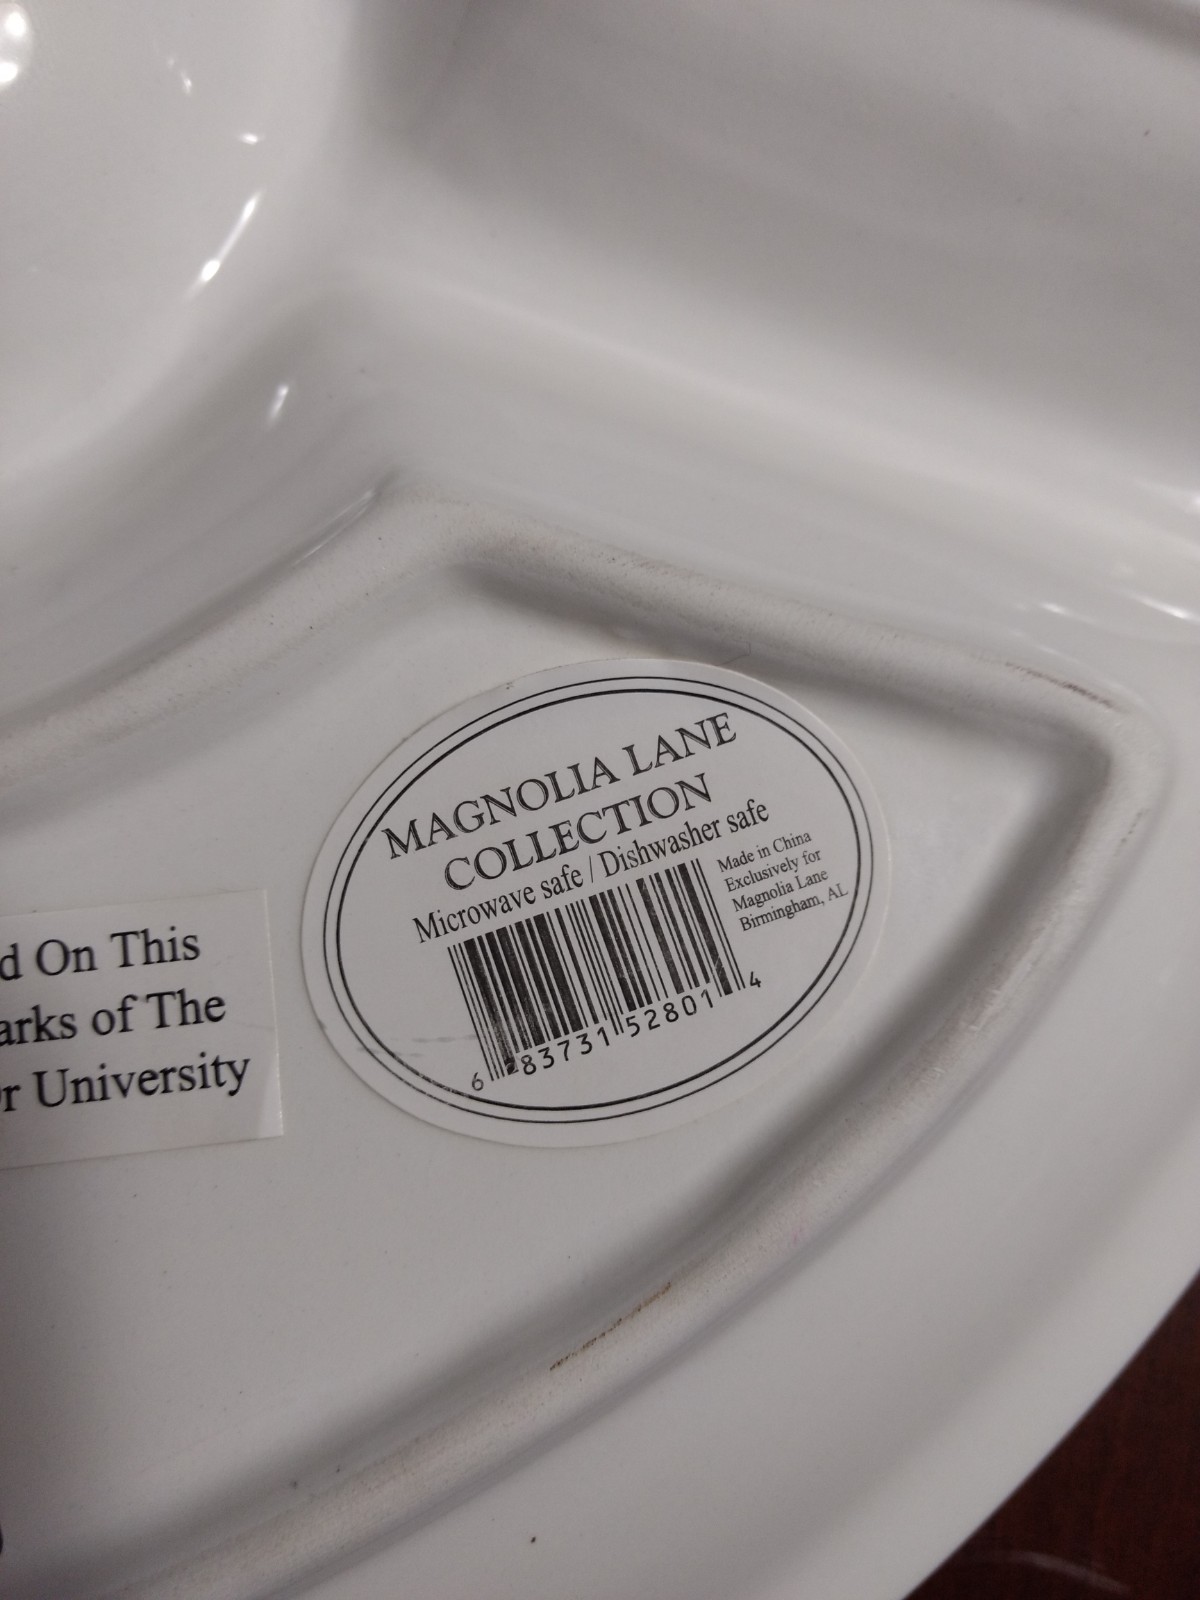 MAGNOLIA LANE
COLLECTION
Microwave safe / Dishwasher safe
Made in China
Exclusively for
Magnolia Lane
Birmingham, AL
6 83731 52801 4
d On This
arks of The
r University